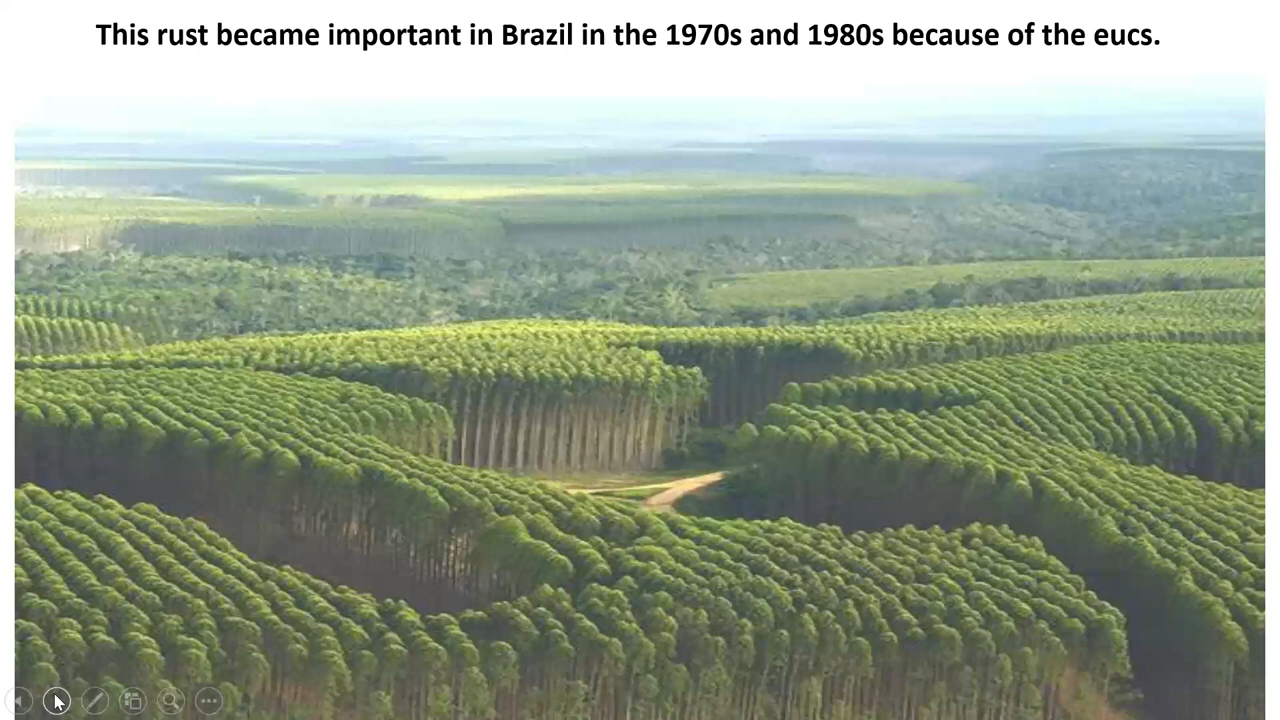 This rust became important in Brazil in the 1970s and 1980s because of the eucs.